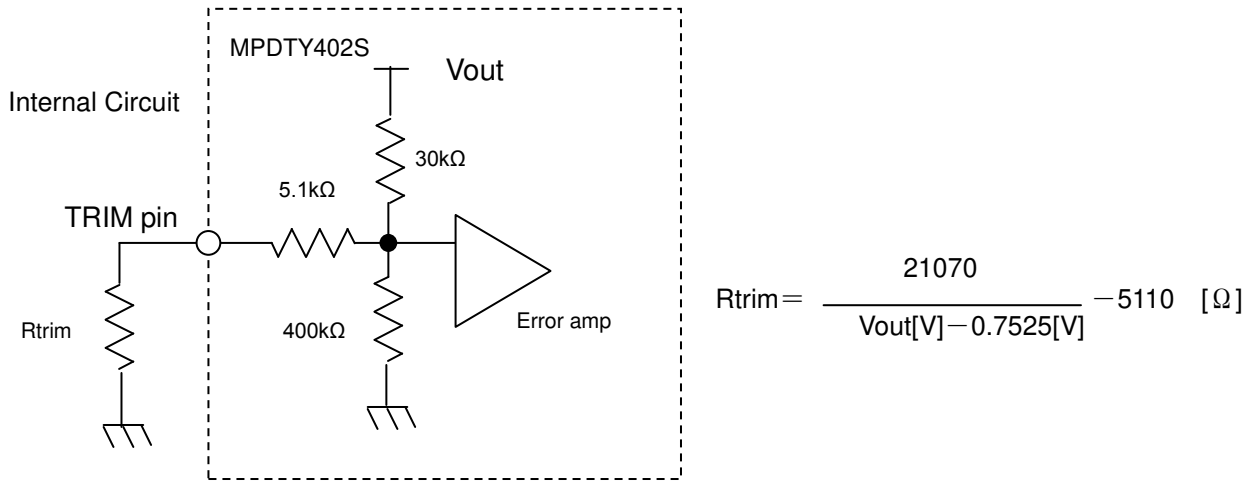 MPDTY402S
Vout
Internal Circuit
30kΩ
5.1kΩ
TRIM pin
Rtrim
400kΩ
Error amp
21070
Rtrim＝ －5110 [Ω]
Vout[V]－0.7525[V]